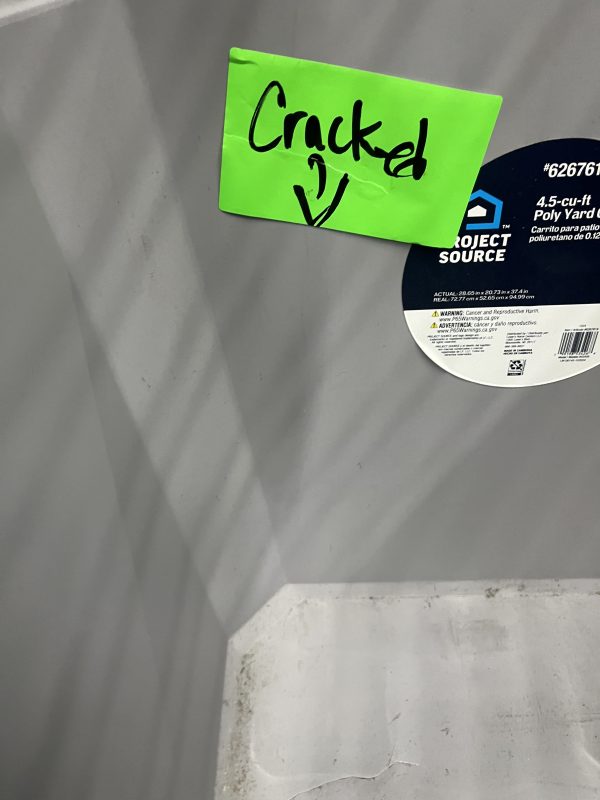 Cracked
#626761
4.5-cu-ft
Poly Yard
Carrito para patio
poliuretano de 0.12
PROJECT
SOURCE™
ACTUAL: 28.65 in x 20.73 in x 37.4 in
REAL: 72.77 cm x 52.65 cm x 94.99 cm
WARNING: Cancer and Reproductive Harm
www.P65Warnings.ca.gov
ADVERTENCIA: cáncer y daño reproductivo
www.P65Warnings.ca.gov